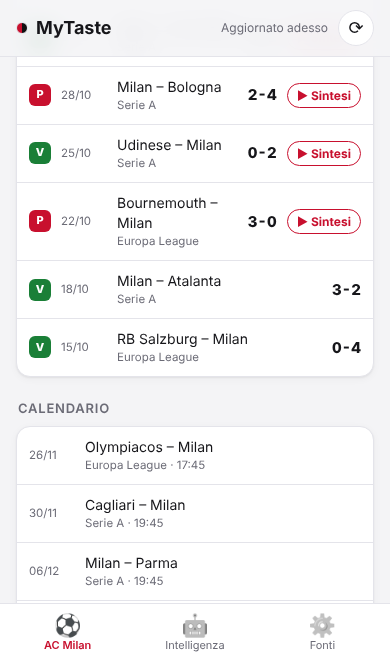 MyTaste
Aggiornato adesso
⟳
P 28/10 Milan – Bologna 2-4 ▶ Sintesi
Serie A
V 25/10 Udinese – Milan 0-2 ▶ Sintesi
Serie A
P 22/10 Bournemouth –
Milan 3-0 ▶ Sintesi
Europa League
V 18/10 Milan – Atalanta 3-2
Serie A
V 15/10 RB Salzburg – Milan 0-4
Europa League
CALENDARIO
26/11 Olympiacos – Milan
Europa League · 17:45
30/11 Cagliari – Milan
Serie A · 19:45
06/12 Milan – Parma
Serie A · 19:45
AC Milan
Intelligenza
Fonti